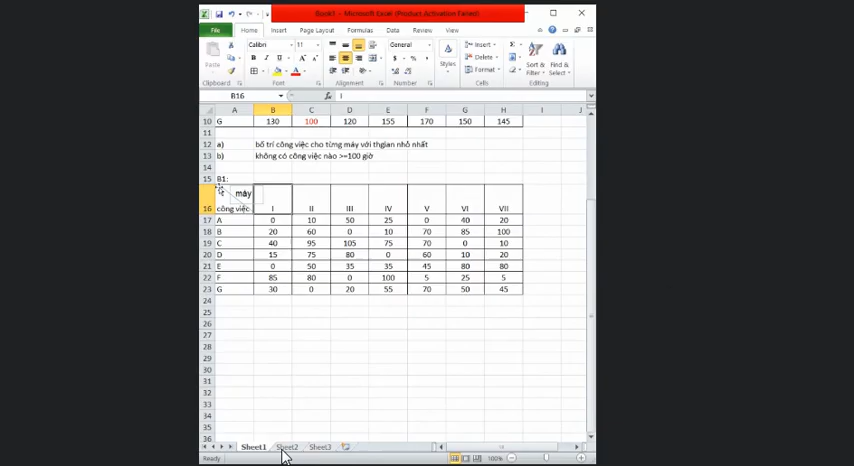 Book1 - Microsoft Excel (Product Activation Failed)
File Home Insert Page Layout Formulas Data Review View
Paste Calibri 11 General Styles Insert Delete Format Sort & Filter Find & Select
Clipboard Font Alignment Number Cells Editing
B16 fx I
A B C D E F G H I J
10 G 130 100 120 155 170 150 145
11
12 a) bố trí công việc cho từng máy với thgian nhỏ nhất
13 b) không có công việc nào >=100 giờ
14
15 B1:
máy
16 công việc I II III IV V VI VII
17 A 0 10 50 25 0 40 20
18 B 20 60 0 10 70 85 100
19 C 40 95 105 75 70 0 10
20 D 15 75 80 0 60 10 20
21 E 0 50 35 35 45 80 80
22 F 85 80 0 100 5 25 5
23 G 30 0 20 55 70 50 45
24
25
26
27
28
29
30
31
32
33
34
35
36
Sheet1 Sheet2 Sheet3
Ready 100%